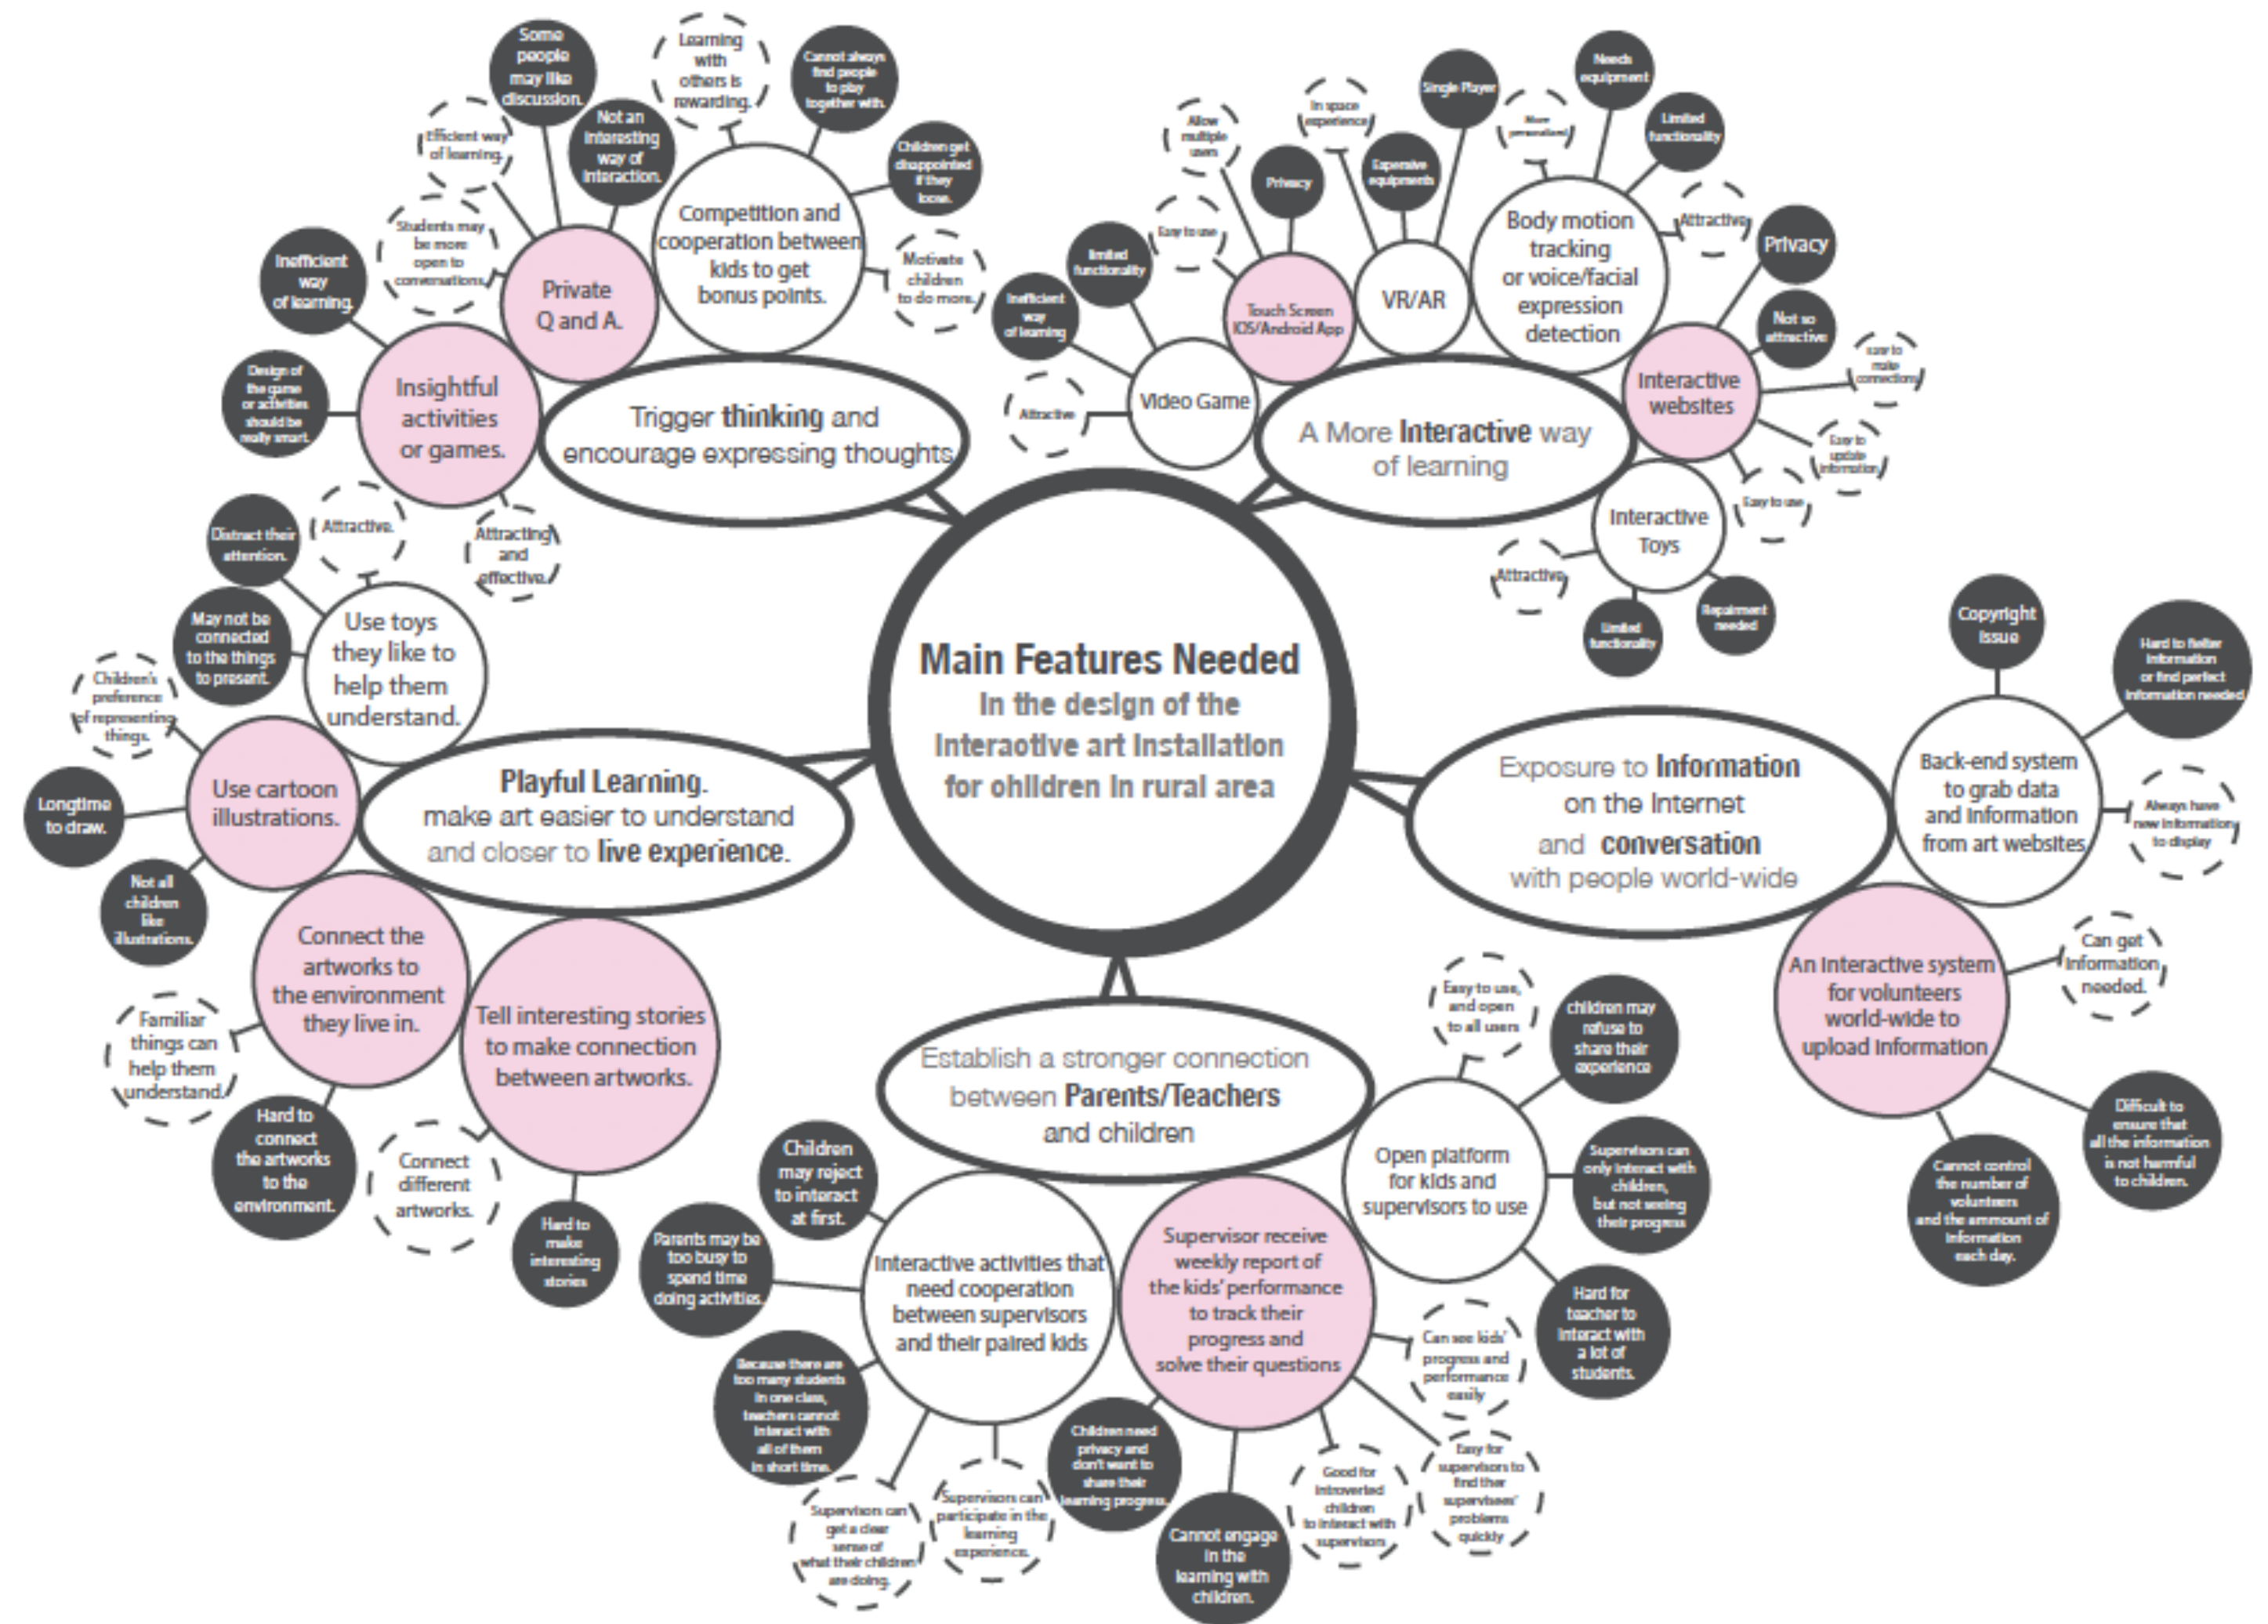 Main Features Needed
In the design of the
Interaotive art Installation
for ohildren In rural area
Trigger thinking and
encourage expressing thoughts
Insightful
activities
or games.
Design of
the game
or activities
should be
really smart.
Inefficient
way
of learning.
Attracting
and
effective.
Private
Q and A.
Students may
be more
open to
conversations.
Efficient way
of learning.
Some
people
may like
discussion.
Not an
interesting
way of
interaction.
Competition and
cooperation between
kids to get
bonus points.
Learning
with
others is
rewarding.
Cannot always
find people
to play
together with.
Children get
disappointed
if they
loose.
Motivate
children
to do more.
A More Interactive way
of learning
Video Game
Attractive
Inefficient
way
of learning
limited
functionality
Touch Screen
IOS/Android App
Easy to use
Allow
multiple
users
Privacy
VR/AR
In space
experience
Expensive
equipments
Single Player
Body motion
tracking
or voice/facial
expression
detection
More
personalized
Needs
equipment
Limited
functionality
Attractive
Interactive
websites
Privacy
Not so
attractive
Easy to
make
connections
Easy to
update
information
Easy to use
Interactive
Toys
Attractive
Limited
functionality
Repairment
needed
Exposure to Information
on the Internet
and conversation
with people world-wide
Back-end system
to grab data
and information
from art websites
Copyright
issue
Hard to
information
or find perfect
information needed
Always have
new information
to display
An interactive system
for volunteers
world-wide to
upload information
Can get
information
needed.
Difficult to
ensure that
all the information
is not harmful
to children.
Cannot control
the number of
volunteers
and the ammount of
information
each day.
Establish a stronger connection
between Parents/Teachers
and children
Open platform
for kids and
supervisors to use
Easy to use,
and open
to all users
children may
refuse to
share their
experience
Supervisors can
only interact with
children,
but not seeing
their progress
Hard for
teacher to
interact with
a lot of
students.
Supervisor receive
weekly report of
the kids' performance
to track their
progress and
solve their questions
Can see kids'
progress and
performance
easily
Easy for
supervisors to
find ther
supervisees'
problems
quickly
Good for
introverted
children
to interact with
supervisors
Cannot engage
in the
learning with
children.
Children need
privacy and
don't want to
share their
learning progress.
Interactive activities that
need cooperation
between supervisors
and their paired kids
Children
may reject
to interact
at first.
Parents may be
too busy to
spend time
doing activities.
Because there are
too many students
in one class,
teachers cannot
interact with
all of them
in short time.
Supervisors can
get a clear
sense of
what their children
are doing.
Supervisors can
participate in the
learning
experience.
Playful Learning.
make art easier to understand
and closer to live experience.
Use toys
they like to
help them
understand.
Attractive.
Distract their
attention.
May not be
connected
to the things
to present.
Use cartoon
illustrations.
Children's
preference
of representing
things.
Longtime
to draw.
Not all
children
like
illustrations.
Connect the
artworks to
the environment
they live in.
Familiar
things can
help them
understand.
Hard to
connect
the artworks
to the
environment.
Tell interesting stories
to make connection
between artworks.
Connect
different
artworks.
Hard to
make
interesting
stories